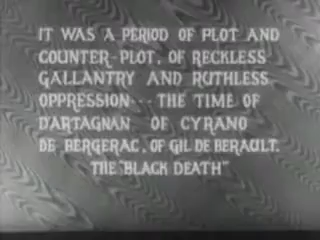 IT WAS A PERIOD OF PLOT AND
COUNTER-PLOT, OF RECKLESS
GALLANTRY AND RUTHLESS
OPPRESSION--- THE TIME OF
D'ARTAGNAN OF CYRANO
DE BERGERAC, OF GIL DE BERAULT.
THE "BLACK DEATH"